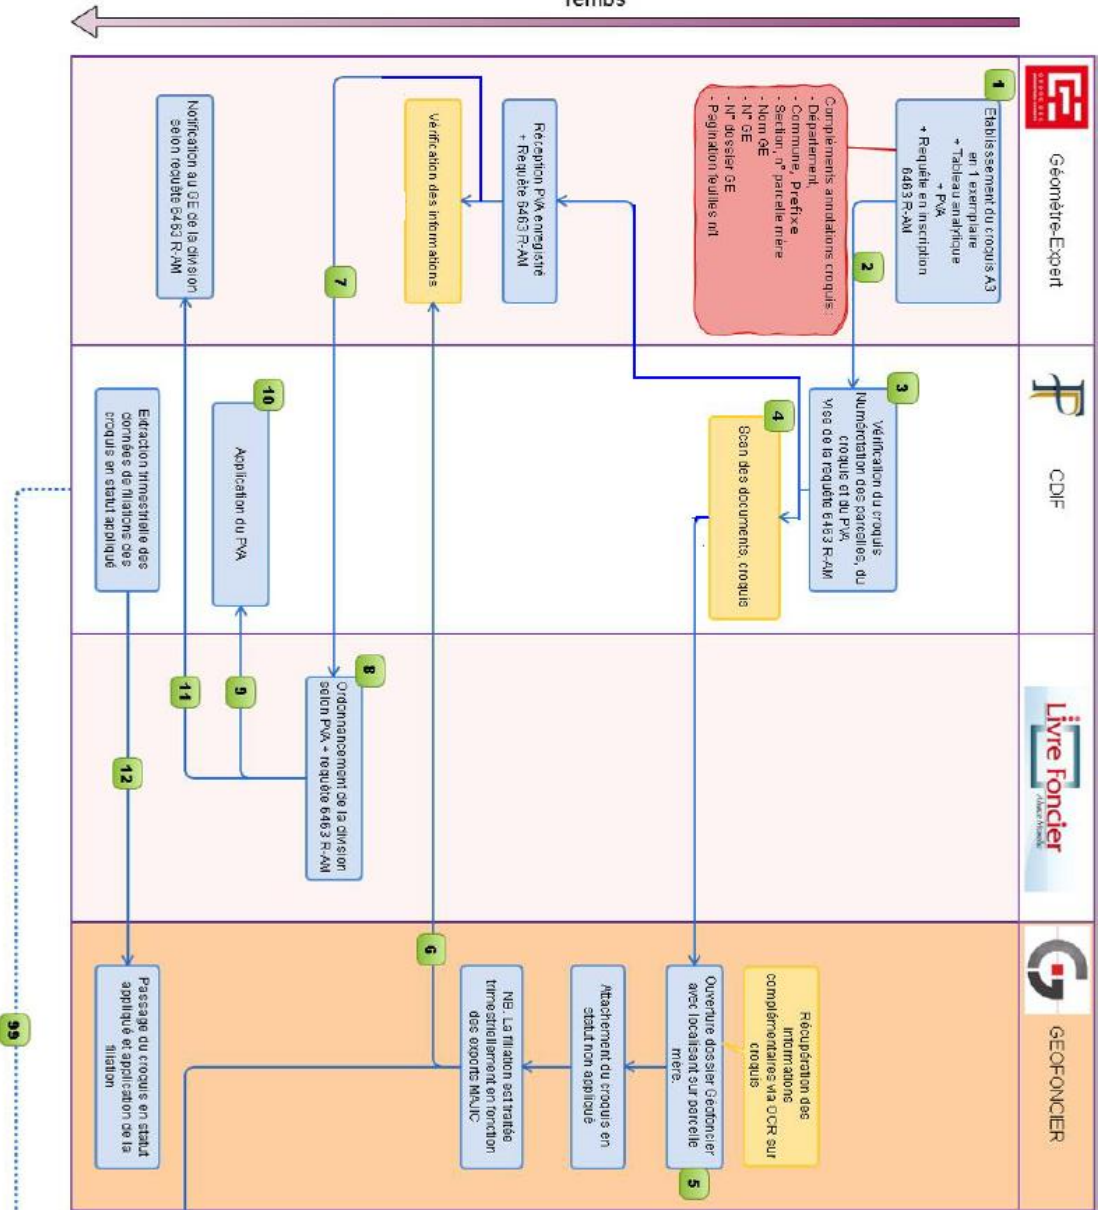 Temps
GEOMETRE-EXPERT
Géomètre-Expert
1
Etablissement du croquis A3
en 1 exemplaire
+ Tableau analytique
+ PVA
+ Requête en inscription
6463 R-AM
Compléments annotations croquis :
- Département,
- Commune, Prefixe
- Section, n° parcelle mère
- Nom GE
- N° GE
- N° dossier GE
- Pagination feuilles n/t
2
Réception PVA enregistré
+ Requête 6463 R-AM
Vérification des informations
7
Notification au GE de la division
selon requête 6463 R-AM
CDIF
3
Vérification du croquis
Numérotation des parcelles, du
croquis et du PVA
Vise de la requête 6463 R-AM
4
Scan des documents, croquis
10
Application du PVA
Extraction trimestrielle des
données de filiations des
croquis en statut appliqué
Livre Foncier
Alsace Moselle
8
Ordonnancement de la division
selon PVA + requête 6463 R-AM
9
11
12
GEOFONCIER
Récupération des
informations
complémentaires via OCR sur
croquis
5
Ouverture dossier Géofoncier
avec localisant sur parcelle
mère.
Attachement du croquis en
statut non appliqué
NB. La filiation est traitée
trimestriellement en fonction
des exports MAJIC
6
Passage du croquis en statut
appliqué et application de la
filiation
99